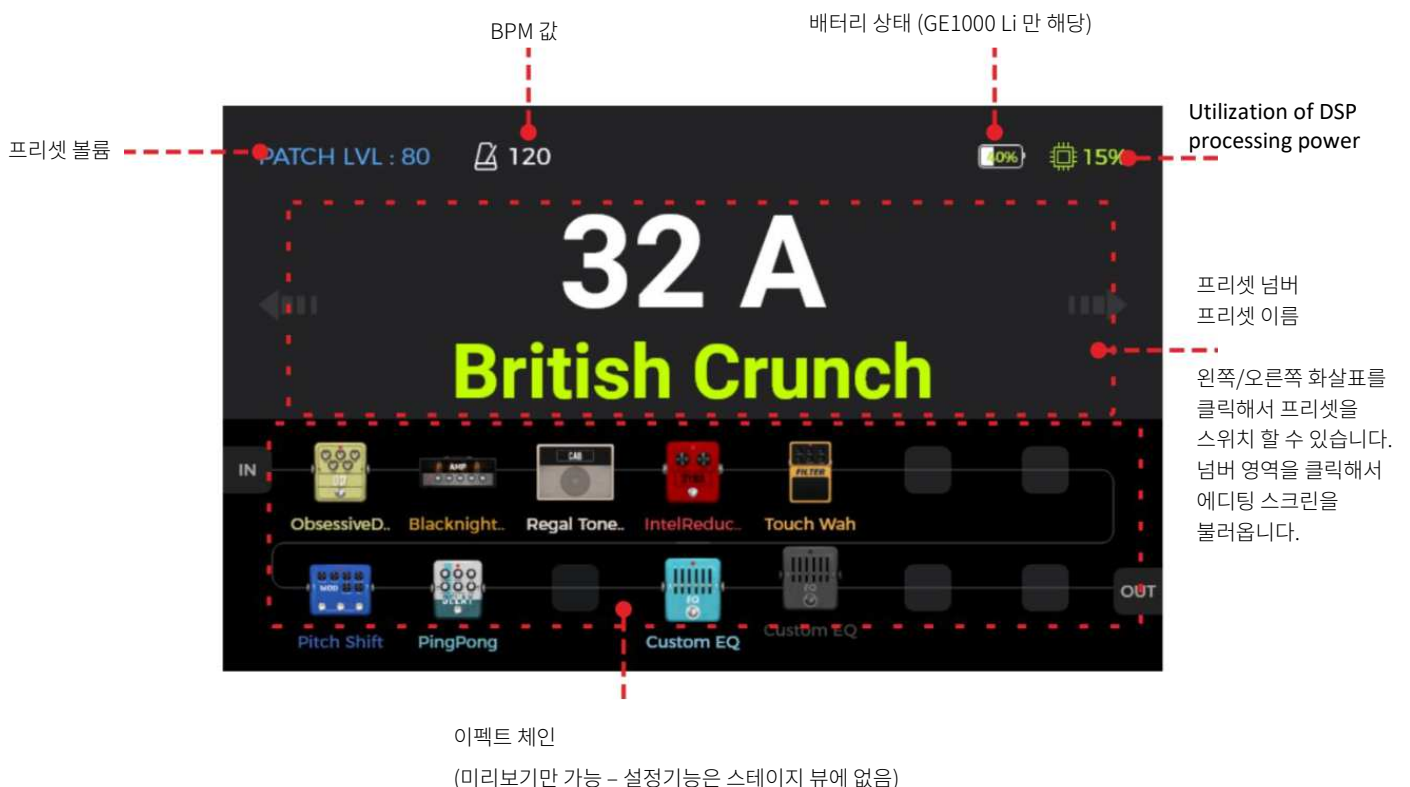 BPM 값
배터리 상태 (GE1000 Li 만 해당)
Utilization of DSP
processing power
프리셋 볼륨
PATCH LVL : 80
120
40%
15%
32 A
British Crunch
프리셋 넘버
프리셋 이름
왼쪽/오른쪽 화살표를
클릭해서 프리셋을
스위치 할 수 있습니다.
넘버 영역을 클릭해서
에디팅 스크린을
불러옵니다.
IN
AMP
CAB
FILTER
ObsessiveD..
Blacknight..
Regal Tone..
IntelReduc..
Touch Wah
MOD
DELAY
EQ
EQ
OUT
Pitch Shift
PingPong
Custom EQ
Custom EQ
이펙트 체인
(미리보기만 가능 – 설정기능은 스테이지 뷰에 없음)